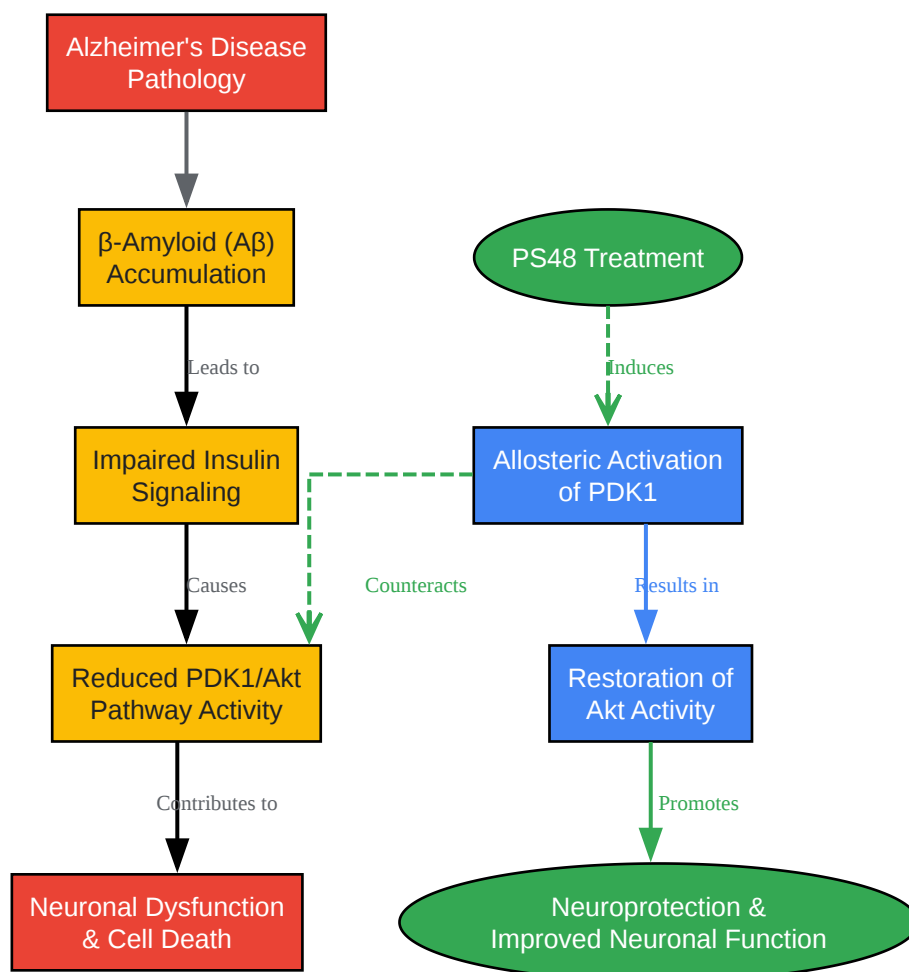 Alzheimer's Disease
Pathology
β-Amyloid (Aβ)
Accumulation
PS48 Treatment
Leads to
Induces
Impaired Insulin
Signaling
Allosteric Activation
of PDK1
Causes
Counteracts
Results in
Reduced PDK1/Akt
Pathway Activity
Restoration of
Akt Activity
Contributes to
Promotes
Neuronal Dysfunction
& Cell Death
Neuroprotection &
Improved Neuronal Function